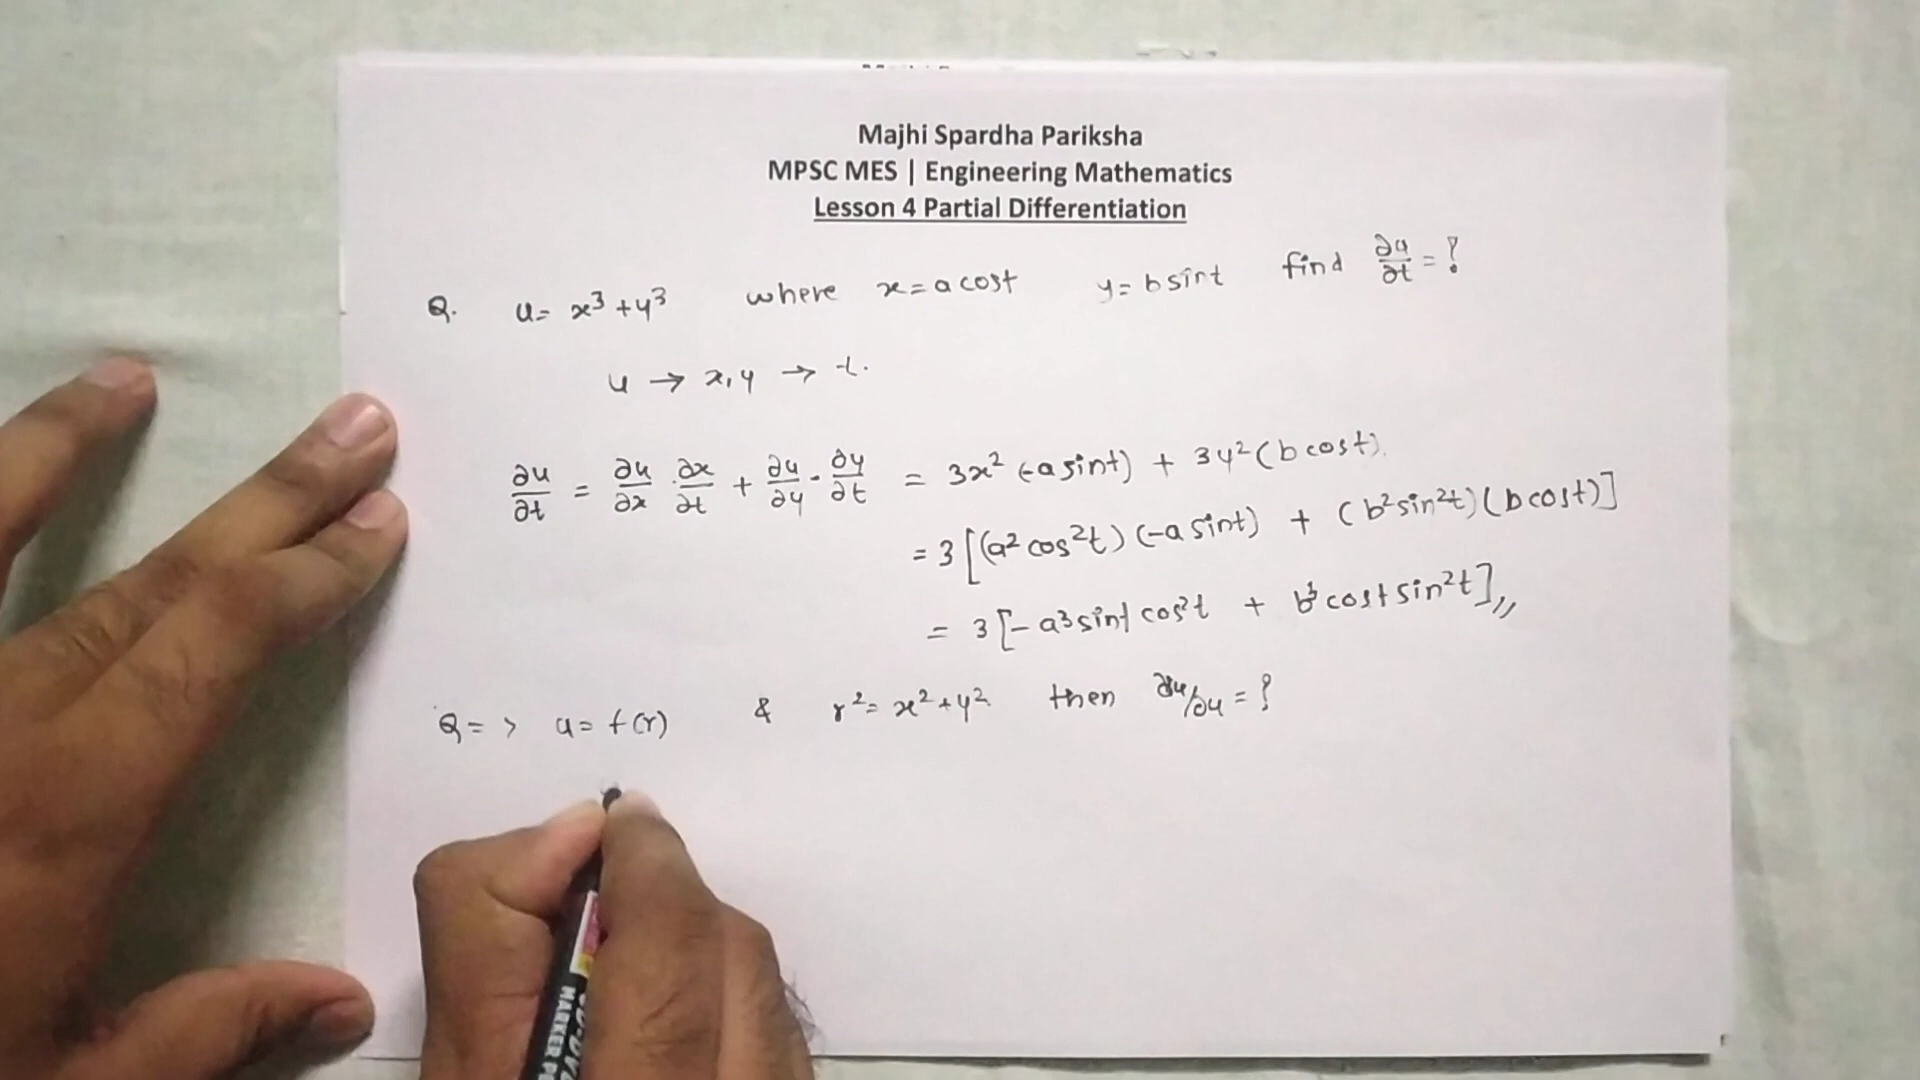 Majhi Spardha Pariksha
MPSC MES | Engineering Mathematics
Lesson 4 Partial Differentiation
Q. u = x³ + y³ where x = a cost y = b sint find ∂u/∂t = ?
u → x, y → t.
∂u/∂t = ∂u/∂x · ∂x/∂t + ∂u/∂y · ∂y/∂t = 3x² (-a sint) + 3y² (b cost).
= 3 [(a² cos²t) (-a sint) + (b² sin²t) (b cost)]
= 3 [- a³ sint cos²t + b³ cost sin²t] ,,
Q = > u = f(r) & r² = x² + y² then ∂u/∂y = ?
MARKER